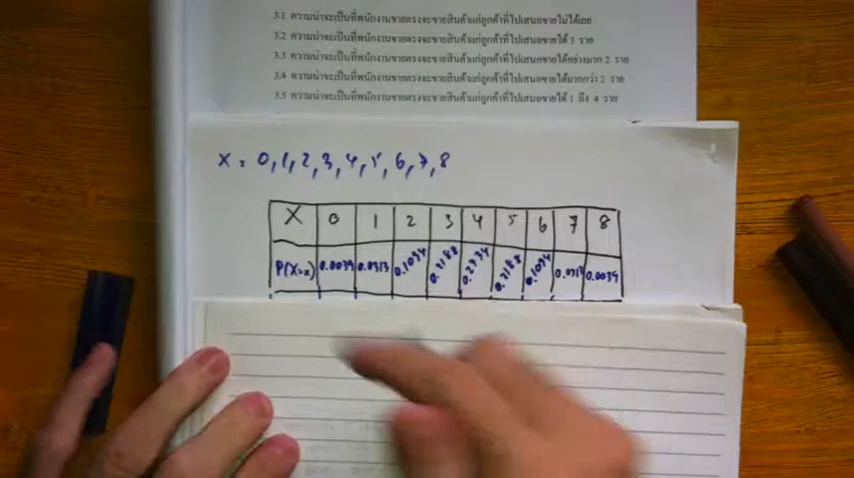 3.1 ความน่าจะเป็นที่พนักงานขายตรงจะขายสินค้าแก่ลูกค้าที่ไปเสนอขายไม่ได้เลย
3.2 ความน่าจะเป็นที่พนักงานขายตรงจะขายสินค้าแก่ลูกค้าที่ไปเสนอขายได้ 3 ราย
3.3 ความน่าจะเป็นที่พนักงานขายตรงจะขายสินค้าแก่ลูกค้าที่ไปเสนอขายได้อย่างมาก 2 ราย
3.4 ความน่าจะเป็นที่พนักงานขายตรงจะขายสินค้าแก่ลูกค้าที่ไปเสนอขายได้มากกว่า 2 ราย
3.5 ความน่าจะเป็นที่พนักงานขายตรงจะขายสินค้าแก่ลูกค้าที่ไปเสนอขายได้ 1 ถึง 4 ราย
X = 0,1,2,3,4,5,6,7,8
X 0 1 2 3 4 5 6 7 8
P(X=x) 0.0039 0.0313 0.1094 0.2188 0.2734 0.2188 0.1094 0.0313 0.0039